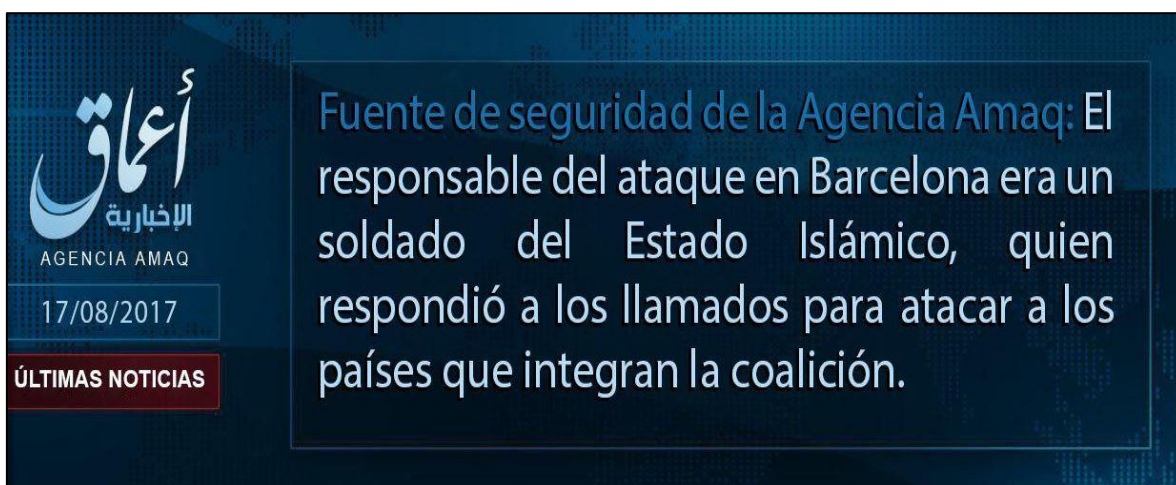 أعماق
الإخبارية
AGENCIA AMAQ
17/08/2017
ÚLTIMAS NOTICIAS
Fuente de seguridad de la Agencia Amaq: El
responsable del ataque en Barcelona era un
soldado del Estado Islámico, quien
respondió a los llamados para atacar a los
países que integran la coalición.